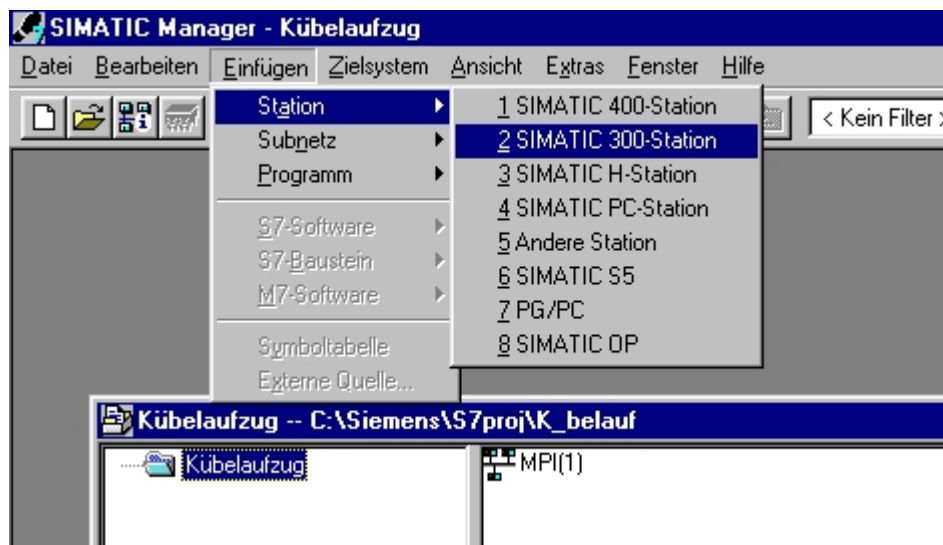 SIMATIC Manager - Kübelaufzug
Datei Bearbeiten Einfügen Zielsystem Ansicht Extras Fenster Hilfe
< Kein Filter >
Station
Subnetz
Programm
S7-Software
S7-Baustein
M7-Software
Symboltabelle
Externe Quelle...
1 SIMATIC 400-Station
2 SIMATIC 300-Station
3 SIMATIC H-Station
4 SIMATIC PC-Station
5 Andere Station
6 SIMATIC S5
7 PG/PC
8 SIMATIC OP
Kübelaufzug -- C:\Siemens\S7proj\K_belauf
Kübelaufzug
MPI(1)